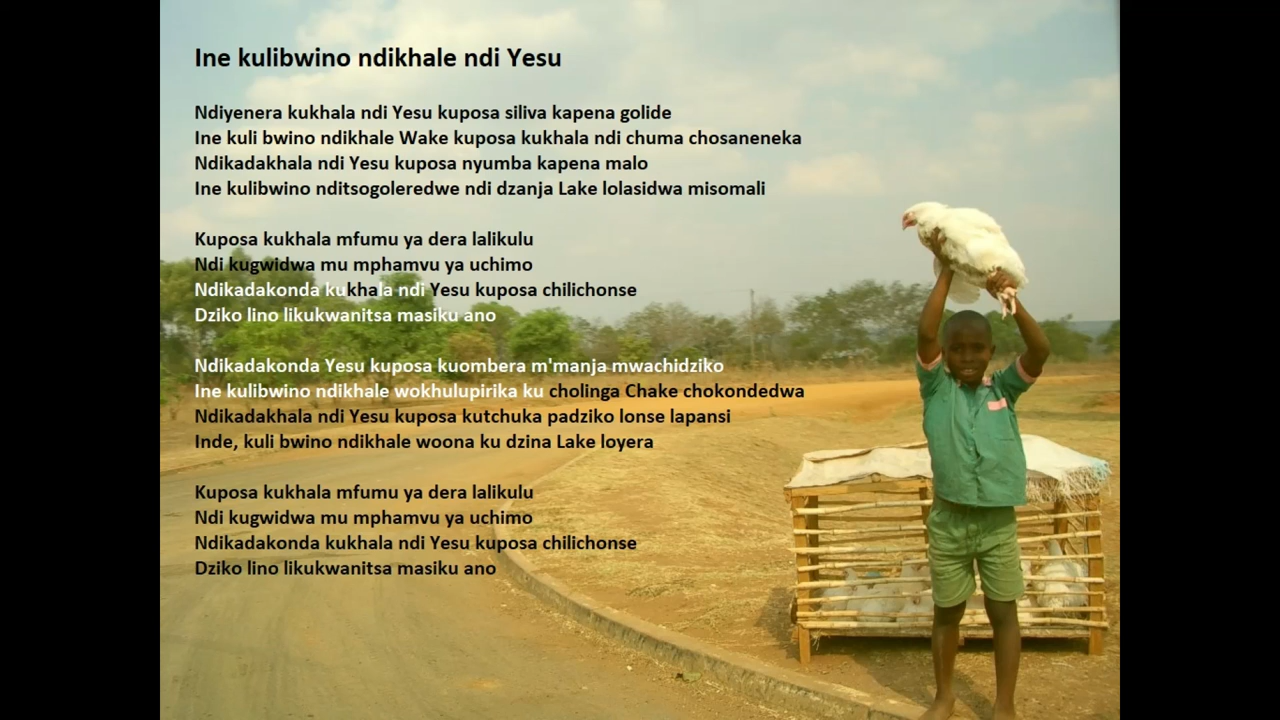 Ine kulibwino ndikhale ndi Yesu
Ndiyenera kukhala ndi Yesu kuposa siliva kapena golide
Ine kuli bwino ndikhale Wake kuposa kukhala ndi chuma chosaneneka
Ndikadakhala ndi Yesu kuposa nyumba kapena malo
Ine kulibwino nditsogoleredwe ndi dzanja Lake lolasidwa misomali
Kuposa kukhala mfumu ya dera lalikulu
Ndi kugwidwa mu mphamvu ya uchimo
Ndikadakonda kukhala ndi Yesu kuposa chilichonse
Dziko lino likukwanitsa masiku ano
Ndikadakonda Yesu kuposa kuombera m'manja mwachidziko
Ine kulibwino ndikhale wokhulupirika ku cholinga Chake chokondedwa
Ndikadakhala ndi Yesu kuposa kutchuka padziko lonse lapansi
Inde, kuli bwino ndikhale woona ku dzina Lake loyera
Kuposa kukhala mfumu ya dera lalikulu
Ndi kugwidwa mu mphamvu ya uchimo
Ndikadakonda kukhala ndi Yesu kuposa chilichonse
Dziko lino likukwanitsa masiku ano